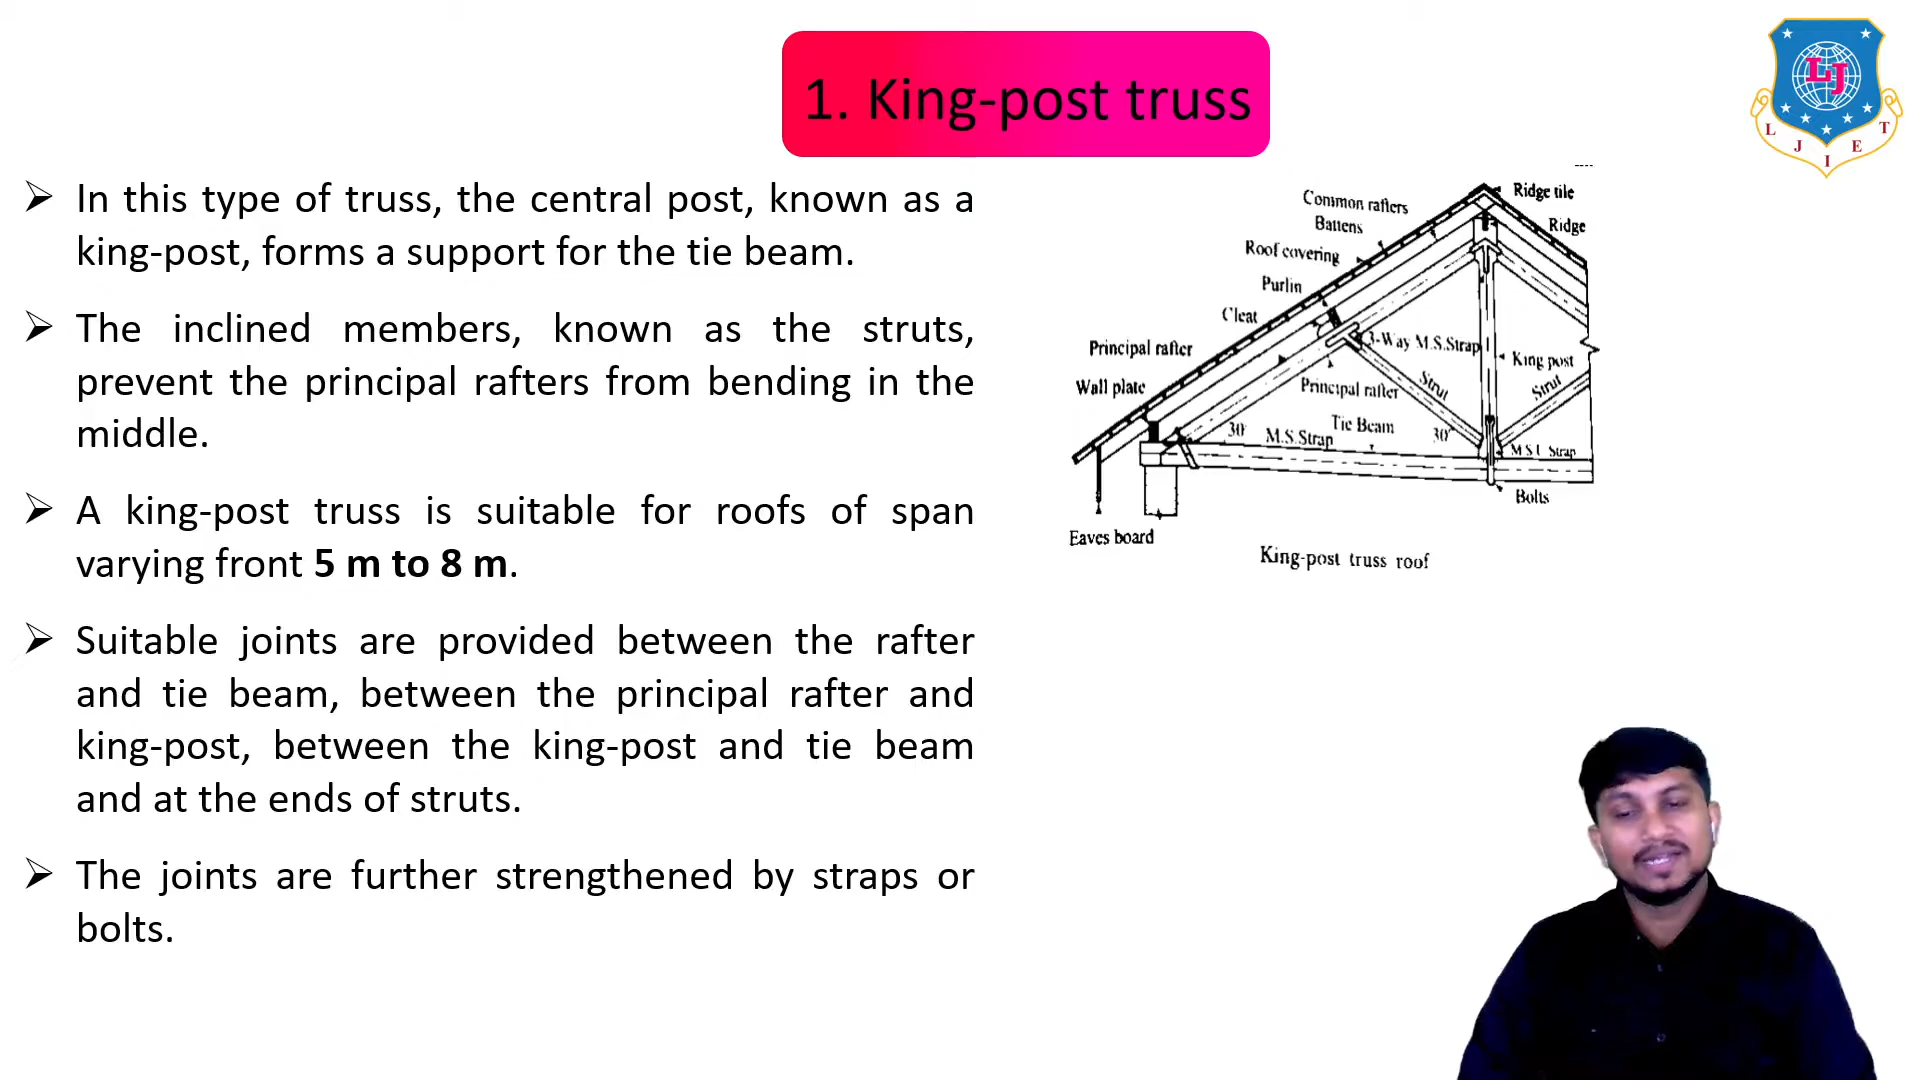 1. King-post truss
L
J
I
E
T
LJ
In this type of truss, the central post, known as a
king-post, forms a support for the tie beam.
The inclined members, known as the struts,
prevent the principal rafters from bending in the
middle.
A king-post truss is suitable for roofs of span
varying front 5 m to 8 m.
Suitable joints are provided between the rafter
and tie beam, between the principal rafter and
king-post, between the king-post and tie beam
and at the ends of struts.
The joints are further strengthened by straps or
bolts.
Ridge tile
Common rafters
Ridge
Battens
Roof covering
Purlin
Cleat
3-Way M.S.Strap
Principal rafter
King post
Wall plate
Principal rafter
Strut
Strut
Tie Beam
30°
M.S.Strap
30°
Strap
Bolts
Eaves board
King-post truss roof